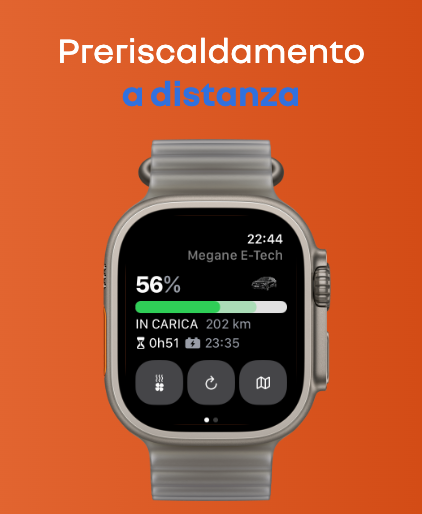 Preriscaldamento
a distanza
22:44
Megane E-Tech
56%
IN CARICA 202 km
0h51 23:35